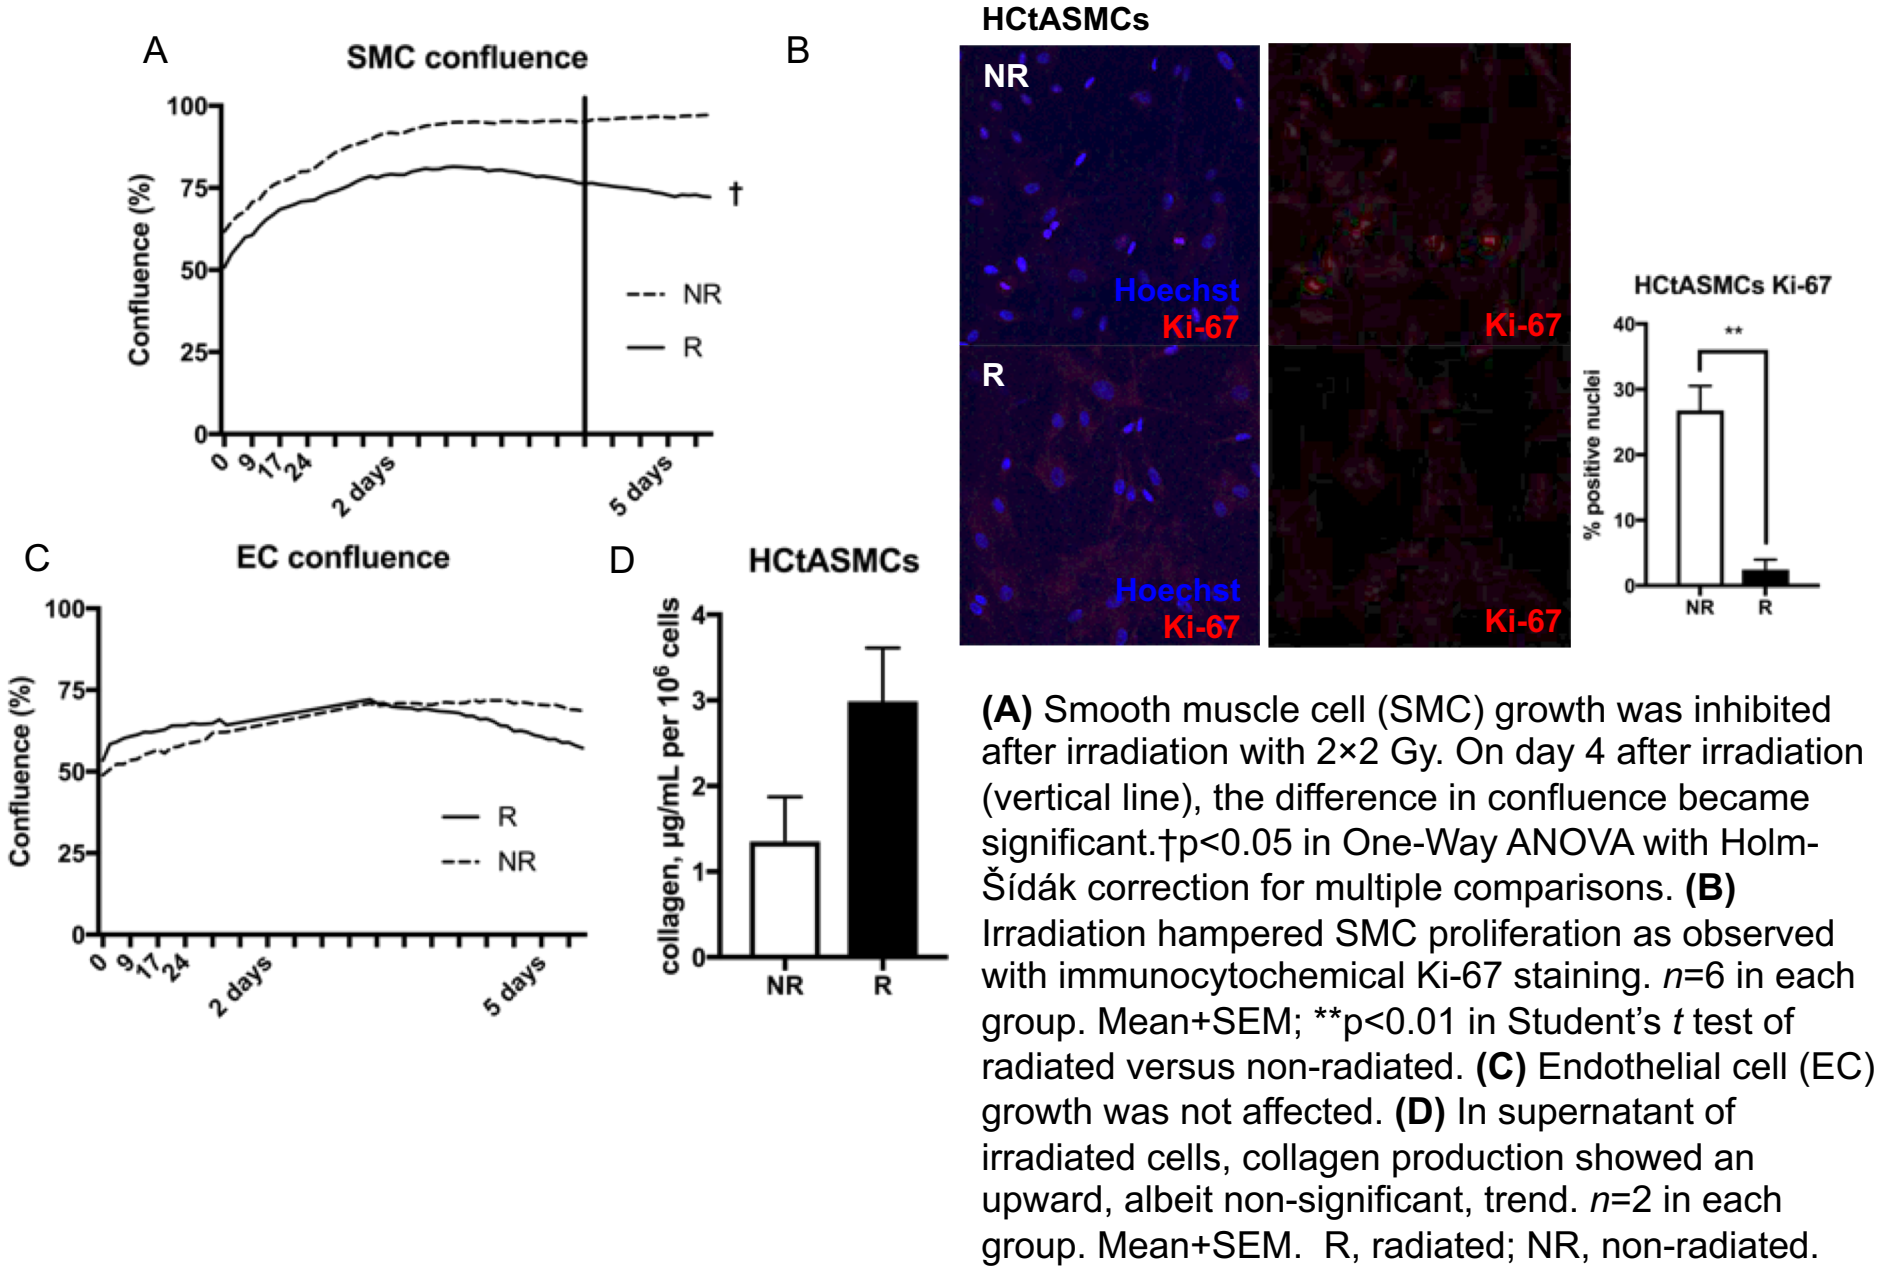 A
SMC confluence
Confluence (%)
100
75
50
25
0
†
NR
R
0
9
17
24
2 days
5 days
B
HCtASMCs
NR
Hoechst
Ki-67
Ki-67
R
Hoechst
Ki-67
Ki-67
HCtASMCs Ki-67
% positive nuclei
40
30
20
10
0
**
NR
R
C
EC confluence
Confluence (%)
100
75
50
25
0
R
NR
0
9
17
24
2 days
5 days
D
HCtASMCs
collagen, µg/mL per 10⁶ cells
4
3
2
1
0
NR
R
(A) Smooth muscle cell (SMC) growth was inhibited
after irradiation with 2×2 Gy. On day 4 after irradiation
(vertical line), the difference in confluence became
significant.†p<0.05 in One-Way ANOVA with Holm-
Šídák correction for multiple comparisons. (B)
Irradiation hampered SMC proliferation as observed
with immunocytochemical Ki-67 staining. n=6 in each
group. Mean+SEM; **p<0.01 in Student’s t test of
radiated versus non-radiated. (C) Endothelial cell (EC)
growth was not affected. (D) In supernatant of
irradiated cells, collagen production showed an
upward, albeit non-significant, trend. n=2 in each
group. Mean+SEM. R, radiated; NR, non-radiated.